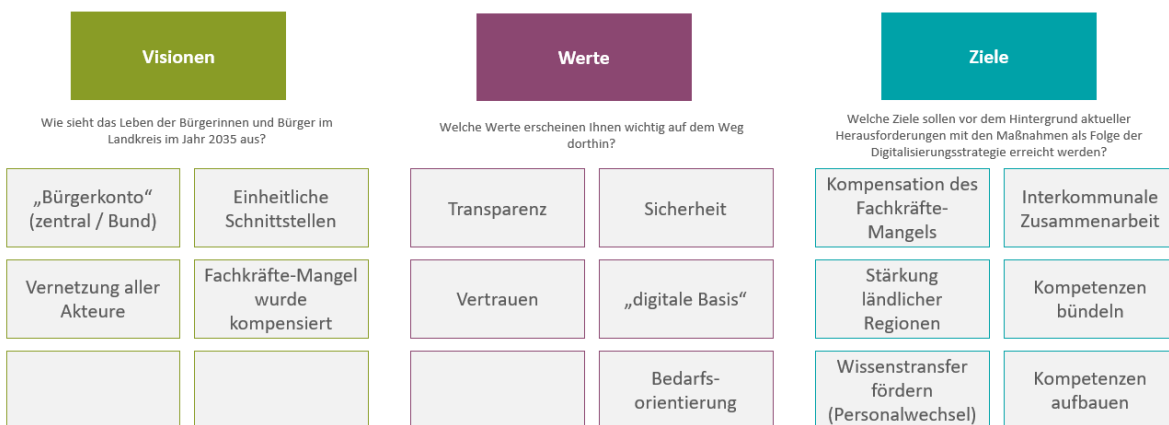 Visionen
Wie sieht das Leben der Bürgerinnen und Bürger im
Landkreis im Jahr 2035 aus?
„Bürgerkonto“
(zentral / Bund)
Einheitliche
Schnittstellen
Vernetzung aller
Akteure
Fachkräfte-Mangel
wurde
kompensiert
Werte
Welche Werte erscheinen Ihnen wichtig auf dem Weg
dorthin?
Transparenz
Sicherheit
Vertrauen
„digitale Basis“
Bedarfs-
orientierung
Ziele
Welche Ziele sollen vor dem Hintergrund aktueller
Herausforderungen mit den Maßnahmen als Folge der
Digitalisierungsstrategie erreicht werden?
Kompensation des
Fachkräfte-
Mangels
Interkommunale
Zusammenarbeit
Stärkung
ländlicher
Regionen
Kompetenzen
bündeln
Wissenstransfer
fördern
(Personalwechsel)
Kompetenzen
aufbauen